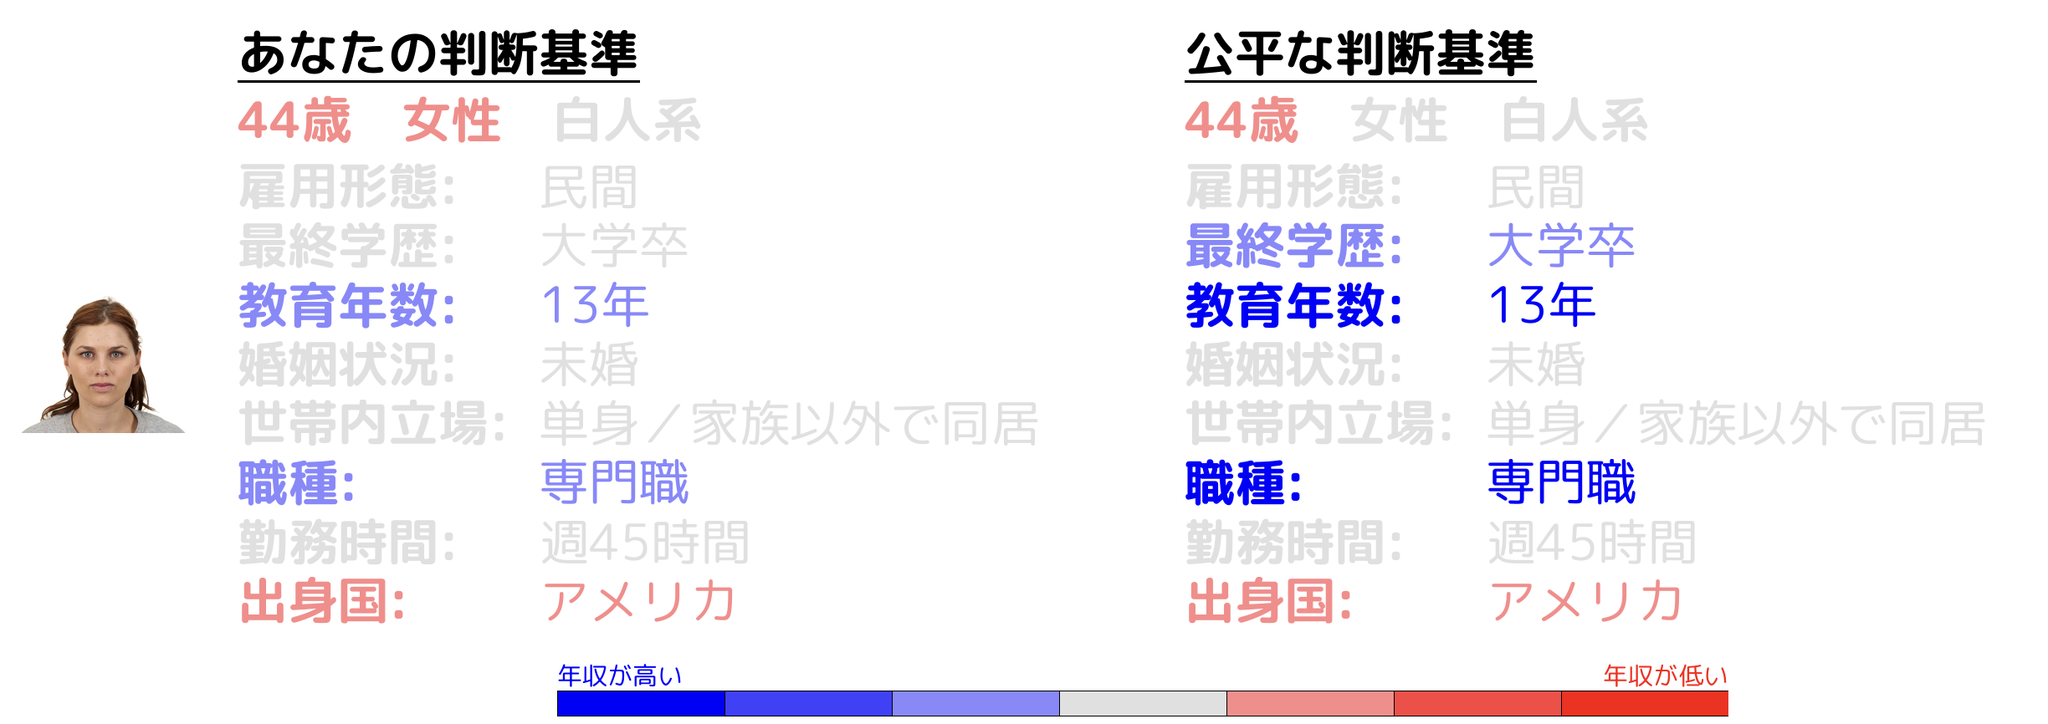 あなたの判断基準
44歳 女性 白人系
雇用形態: 民間
最終学歴: 大学卒
教育年数: 13年
婚姻状況: 未婚
世帯内立場: 単身／家族以外で同居
職種: 専門職
勤務時間: 週45時間
出身国: アメリカ
公平な判断基準
44歳 女性 白人系
雇用形態: 民間
最終学歴: 大学卒
教育年数: 13年
婚姻状況: 未婚
世帯内立場: 単身／家族以外で同居
職種: 専門職
勤務時間: 週45時間
出身国: アメリカ
年収が高い
年収が低い